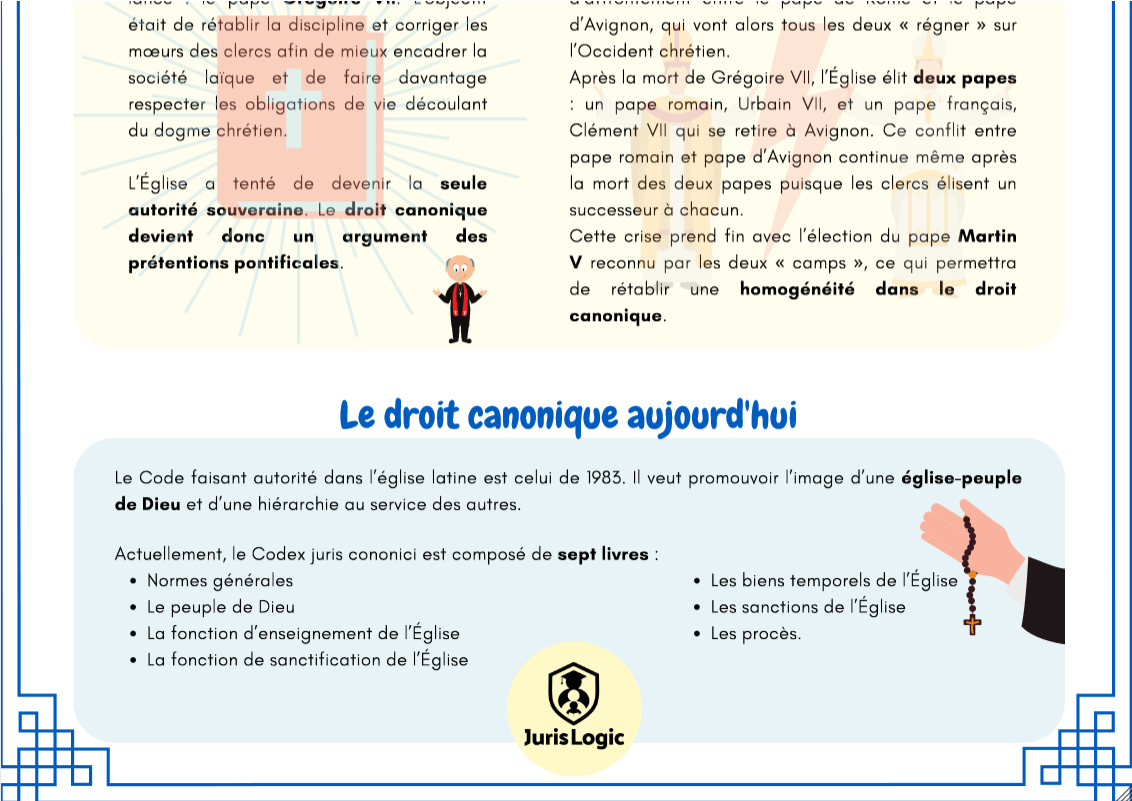 lancé : le pape Grégoire VII. L'objectif
était de rétablir la discipline et corriger les
mœurs des clercs afin de mieux encadrer la
société laïque et de faire davantage
respecter les obligations de vie découlant
du dogme chrétien.
L'Église a tenté de devenir la seule
autorité souveraine. Le droit canonique
devient donc un argument des
prétentions pontificales.
d'affrontement entre le pape de Rome et le pape
d'Avignon, qui vont alors tous les deux « régner » sur
l'Occident chrétien.
Après la mort de Grégoire VII, l'Église élit deux papes
: un pape romain, Urbain VII, et un pape français,
Clément VII qui se retire à Avignon. Ce conflit entre
pape romain et pape d'Avignon continue même après
la mort des deux papes puisque les clercs élisent un
successeur à chacun.
Cette crise prend fin avec l'élection du pape Martin
V reconnu par les deux « camps », ce qui permettra
de rétablir une homogénéité dans le droit
canonique.
Le droit canonique aujourd'hui
Le Code faisant autorité dans l'église latine est celui de 1983. Il veut promouvoir l'image d'une église-peuple
de Dieu et d'une hiérarchie au service des autres.
Actuellement, le Codex juris cononici est composé de sept livres :
• Normes générales
• Le peuple de Dieu
• La fonction d'enseignement de l'Église
• La fonction de sanctification de l'Église
• Les biens temporels de l'Église
• Les sanctions de l'Église
• Les procès.
JurisLogic